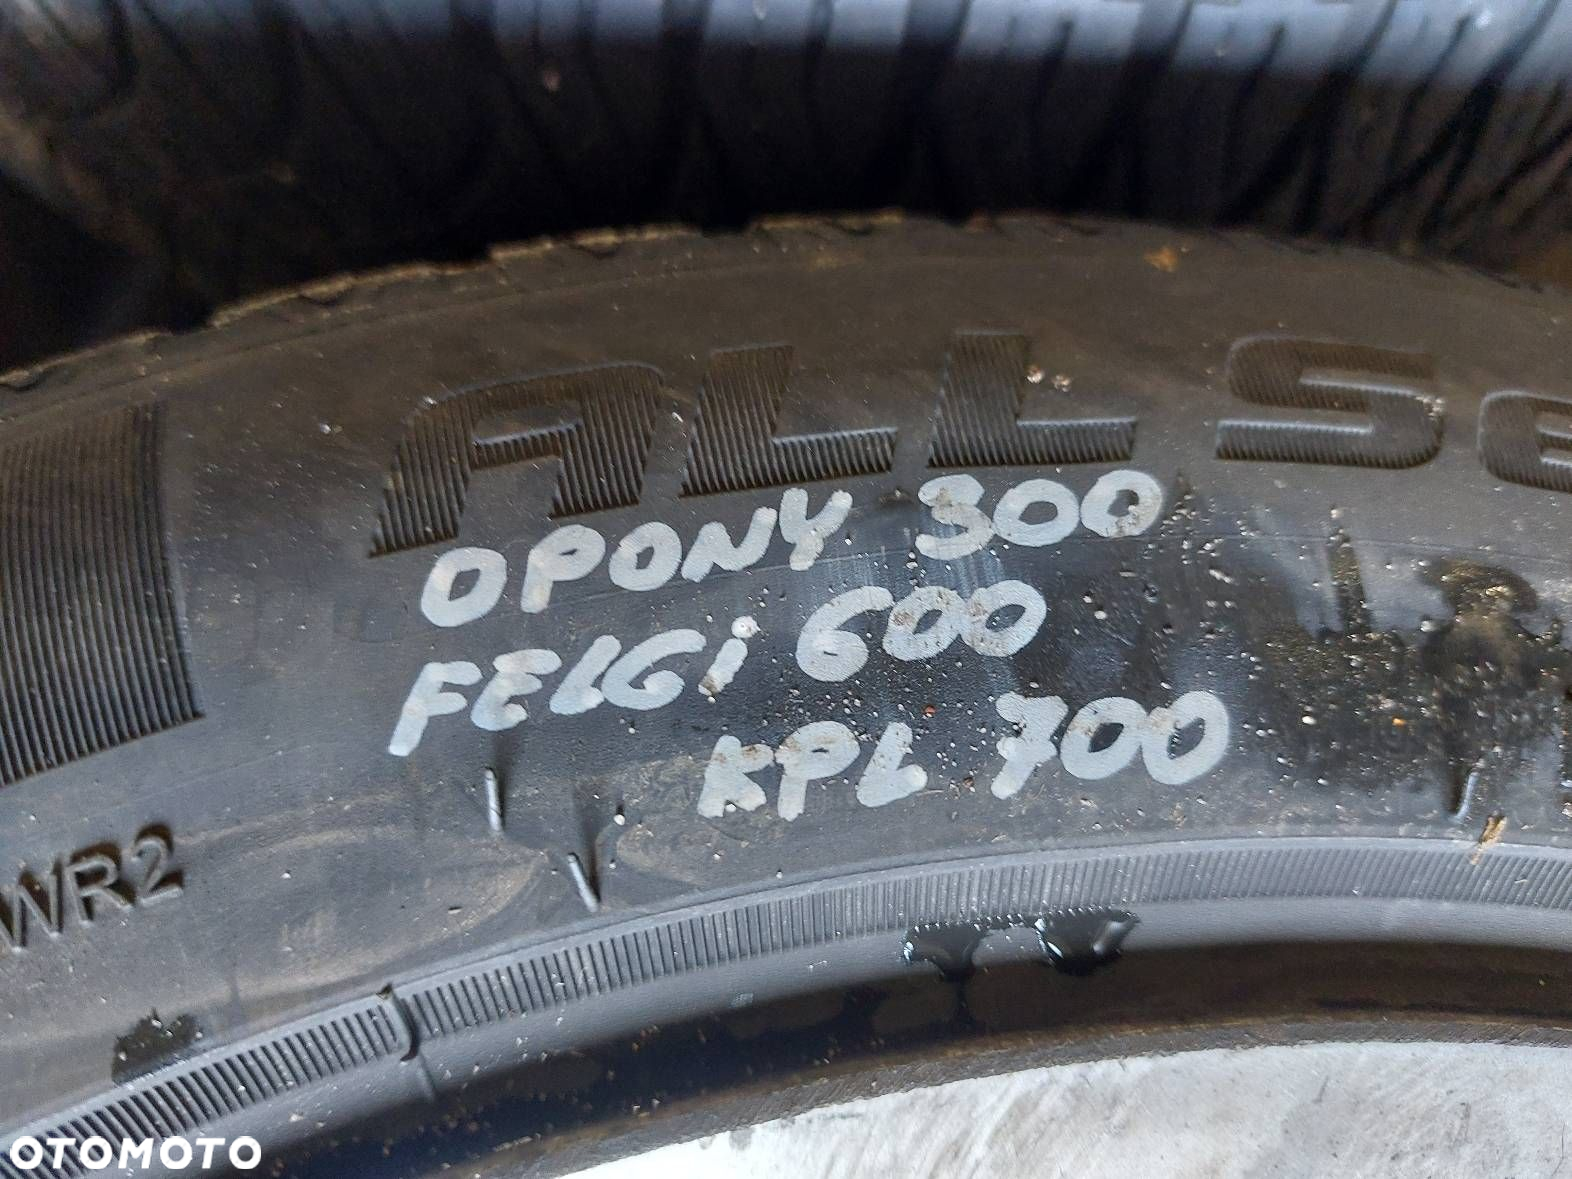 ALL Se
OPONY 300
FELGi 600
KPL 700
WR2
OTOMOTO